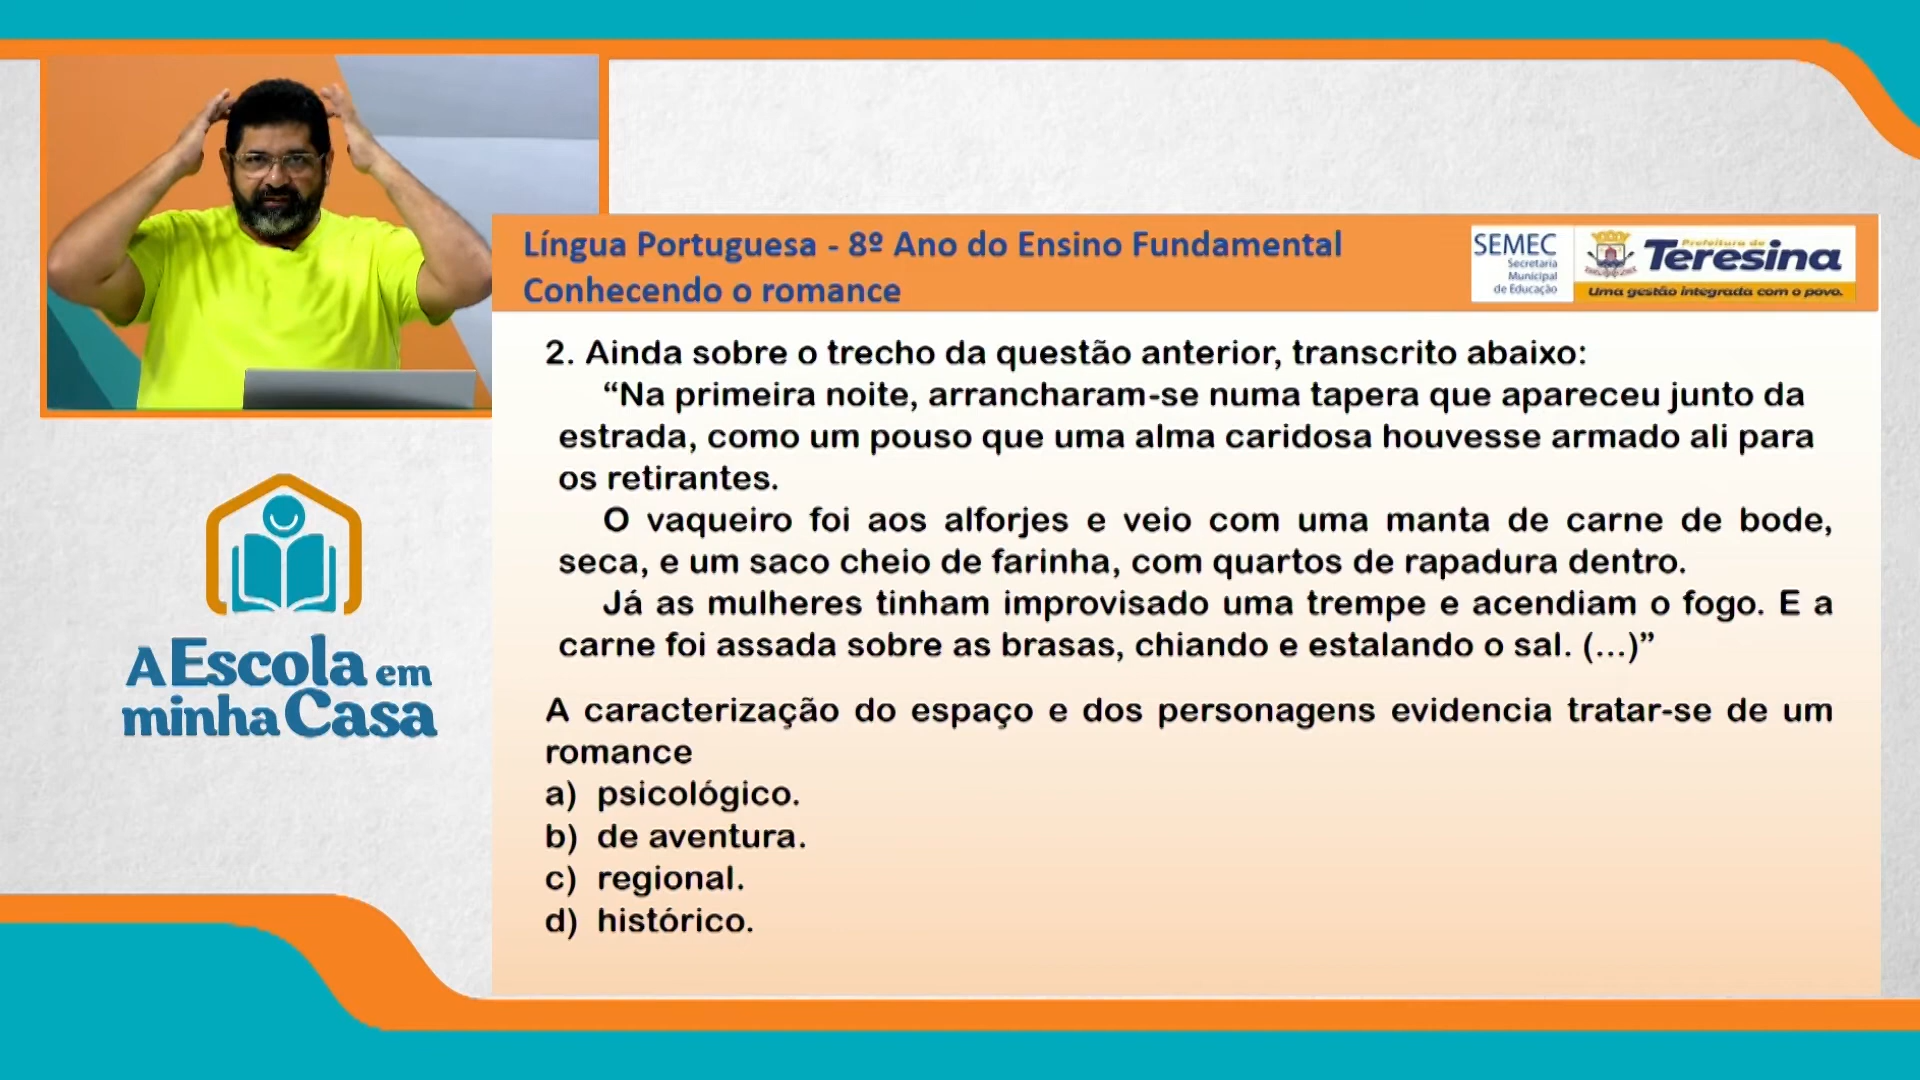 Língua Portuguesa - 8º Ano do Ensino Fundamental
Conhecendo o romance
SEMEC
Secretaria
Municipal
de Educação
Prefeitura de
Teresina
Uma gestão integrada com o povo.
2. Ainda sobre o trecho da questão anterior, transcrito abaixo:
“Na primeira noite, arrancharam-se numa tapera que apareceu junto da
estrada, como um pouso que uma alma caridosa houvesse armado ali para
os retirantes.
O vaqueiro foi aos alforjes e veio com uma manta de carne de bode,
seca, e um saco cheio de farinha, com quartos de rapadura dentro.
Já as mulheres tinham improvisado uma trempe e acendiam o fogo. E a
carne foi assada sobre as brasas, chiando e estalando o sal. (...)”
A caracterização do espaço e dos personagens evidencia tratar-se de um
romance
a) psicológico.
b) de aventura.
c) regional.
d) histórico.
A Escola em
minha Casa